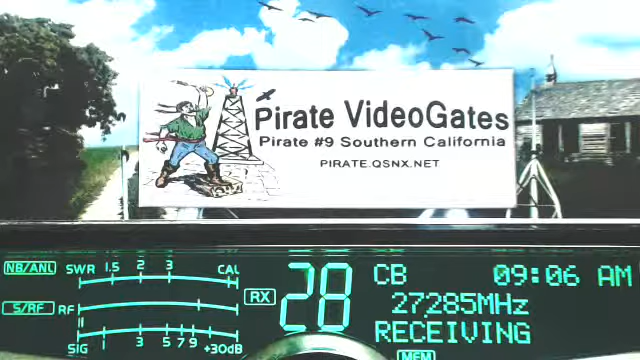 Pirate VideoGates
Pirate #9 Southern California
PIRATE.QSNX.NET
NB/ANL SWR 1.5 2 3 CAL
S/RF RF
SIG 3 5 7 9 +30dB
RX 28
CB 09:06 AM
27285MHz
RECEIVING
MEM